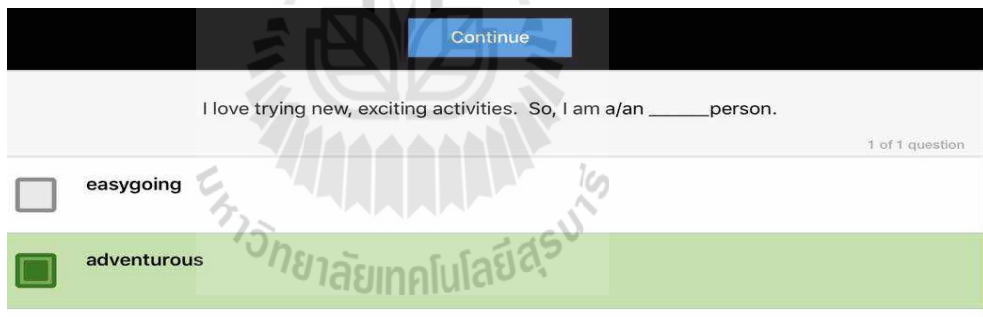 Continue
I love trying new, exciting activities.  So, I am a/an ______person.
1 of 1 question
easygoing
adventurous
มหาวิทยาลัยเทคโนโลยีสุรนารี